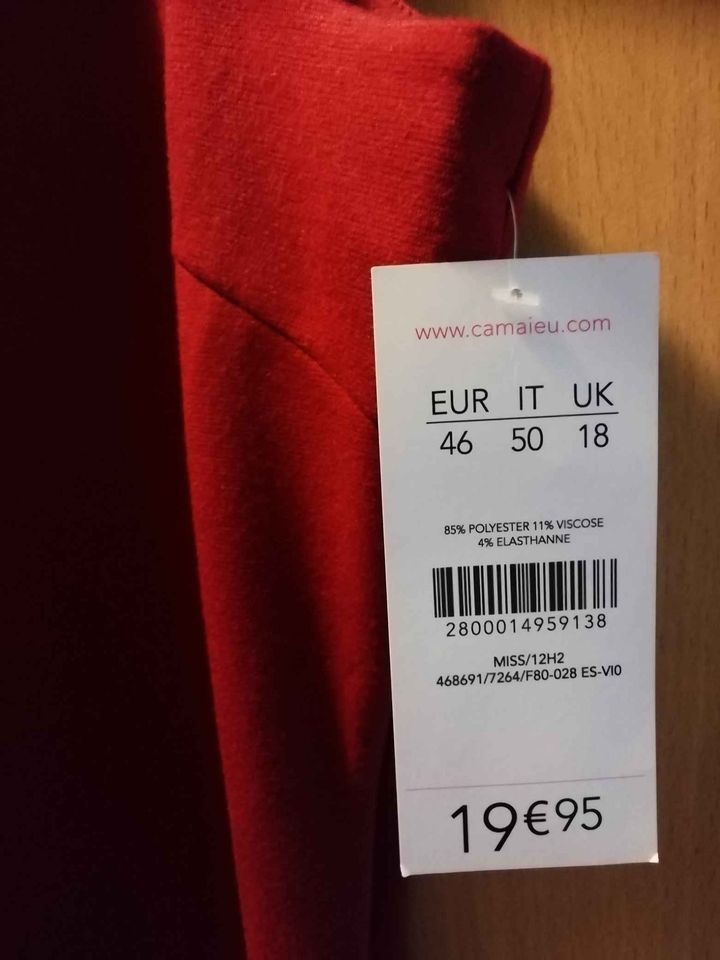 www.camaieu.com
EUR IT UK
46 50 18
85% POLYESTER 11% VISCOSE
4% ELASTHANNE
2800014959138
MISS/12H2
468691/7264/F80-028 ES-VI0
19€95